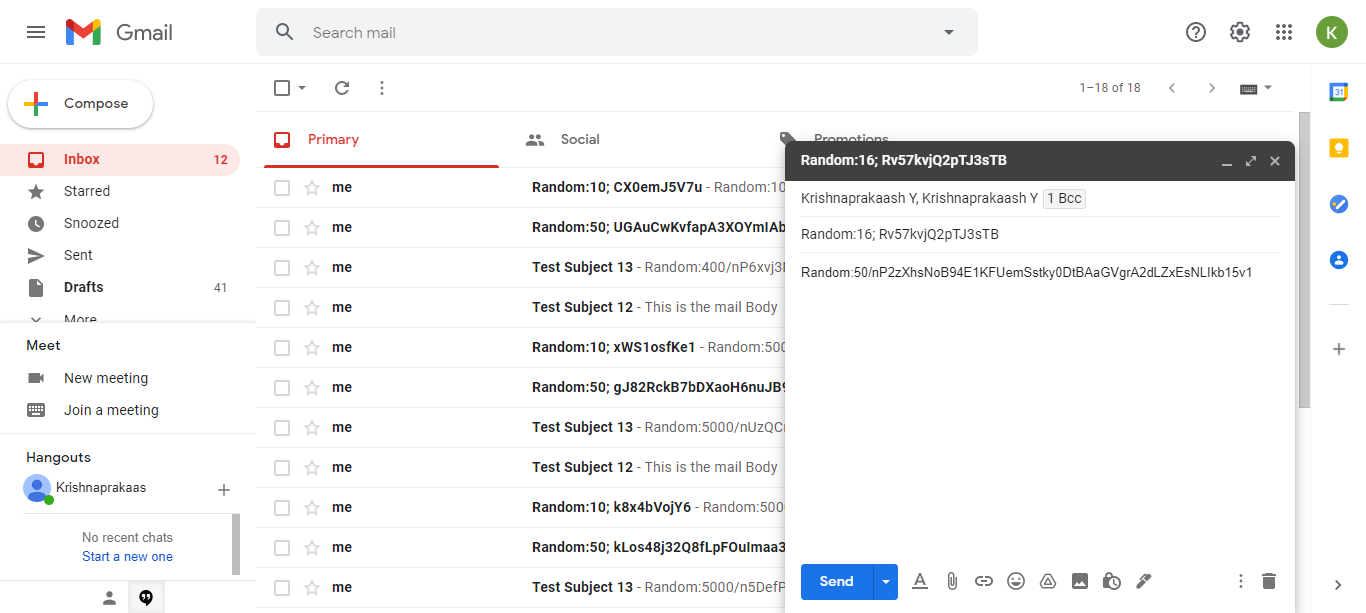 Gmail
Search mail
K
Compose
1–18 of 18
31
Inbox 12
Starred
Snoozed
Sent
Drafts 41
More
Meet
New meeting
Join a meeting
Hangouts
Krishnaprakaas
No recent chats
Start a new one
Primary
Social
Promotions
me Random:10; CX0emJ5V7u - Random:10
me Random:50; UGAuCwKvfapA3XOYmIAb
me Test Subject 13 - Random:400/nP6xvj3
me Test Subject 12 - This is the mail Body
me Random:10; xWS1osfKe1 - Random:500
me Random:50; gJ82RckB7bDXaoH6nuJB9
me Test Subject 13 - Random:5000/nUzQC
me Test Subject 12 - This is the mail Body
me Random:10; k8x4bVojY6 - Random:500
me Random:50; kLos48j32Q8fLpFOuImaa3
me Test Subject 13 - Random:5000/n5DefP
Random:16; Rv57kvjQ2pTJ3sTB
Krishnaprakaash Y, Krishnaprakaash Y 1 Bcc
Random:16; Rv57kvjQ2pTJ3sTB
Random:50/nP2zXhsNoB94E1KFUemSstky0DtBAaGVgrA2dLZxEsNLIkb15v1
Send